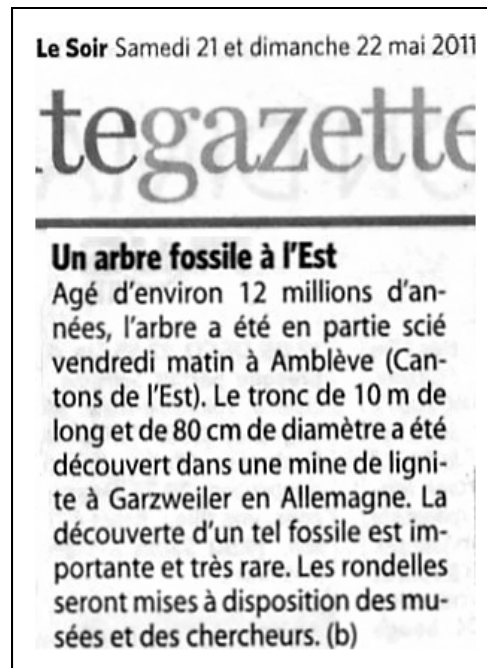 Le Soir Samedi 21 et dimanche 22 mai 2011
tegazette
Un arbre fossile à l'Est
Agé d'environ 12 millions d'an-
nées, l'arbre a été en partie scié
vendredi matin à Amblève (Can-
tons de l'Est). Le tronc de 10 m de
long et de 80 cm de diamètre a été
découvert dans une mine de ligni-
te à Garzweiler en Allemagne. La
découverte d'un tel fossile est im-
portante et très rare. Les rondelles
seront mises à disposition des mu-
sées et des chercheurs. (b)